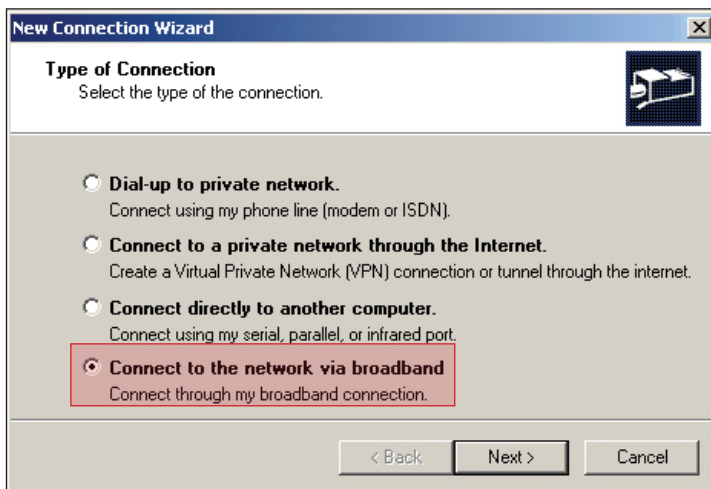 New Connection Wizard
Type of Connection
Select the type of the connection.
Dial-up to private network.
Connect using my phone line (modem or ISDN).
Connect to a private network through the Internet.
Create a Virtual Private Network (VPN) connection or tunnel through the internet.
Connect directly to another computer.
Connect using my serial, parallel, or infrared port.
Connect to the network via broadband
Connect through my broadband connection.
< Back Next > Cancel